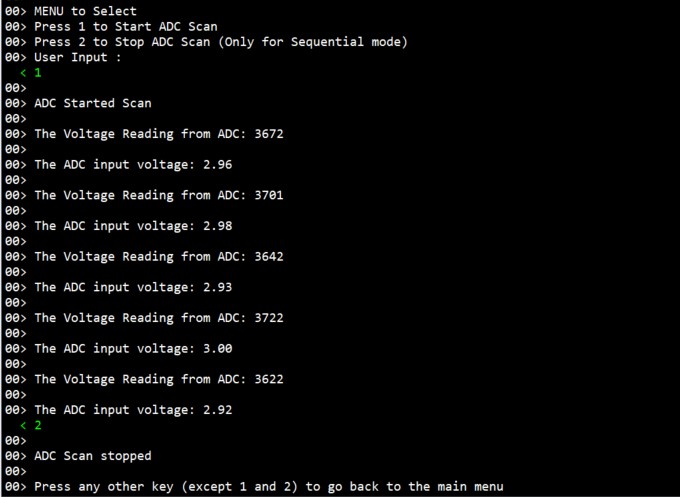 00> MENU to Select
00> Press 1 to Start ADC Scan
00> Press 2 to Stop ADC Scan (Only for Sequential mode)
00> User Input :
< 1
00>
00> ADC Started Scan
00>
00> The Voltage Reading from ADC: 3672
00>
00> The ADC input voltage: 2.96
00>
00> The Voltage Reading from ADC: 3701
00>
00> The ADC input voltage: 2.98
00>
00> The Voltage Reading from ADC: 3642
00>
00> The ADC input voltage: 2.93
00>
00> The Voltage Reading from ADC: 3722
00>
00> The ADC input voltage: 3.00
00>
00> The Voltage Reading from ADC: 3622
00>
00> The ADC input voltage: 2.92
< 2
00>
00> ADC Scan stopped
00>
00> Press any other key (except 1 and 2) to go back to the main menu